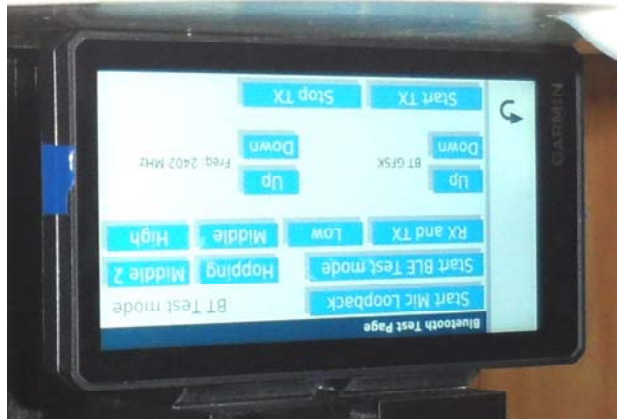 Bluetooth Test Page
Start Mic Loopback
BT Test mode
Start BLE Test mode
Hopping
Middle 2
RX and TX
Low
Middle
High
Up
Up
BT GFSK
Freq: 2402 MHz
Down
Down
Start TX
Stop TX
GARMIN